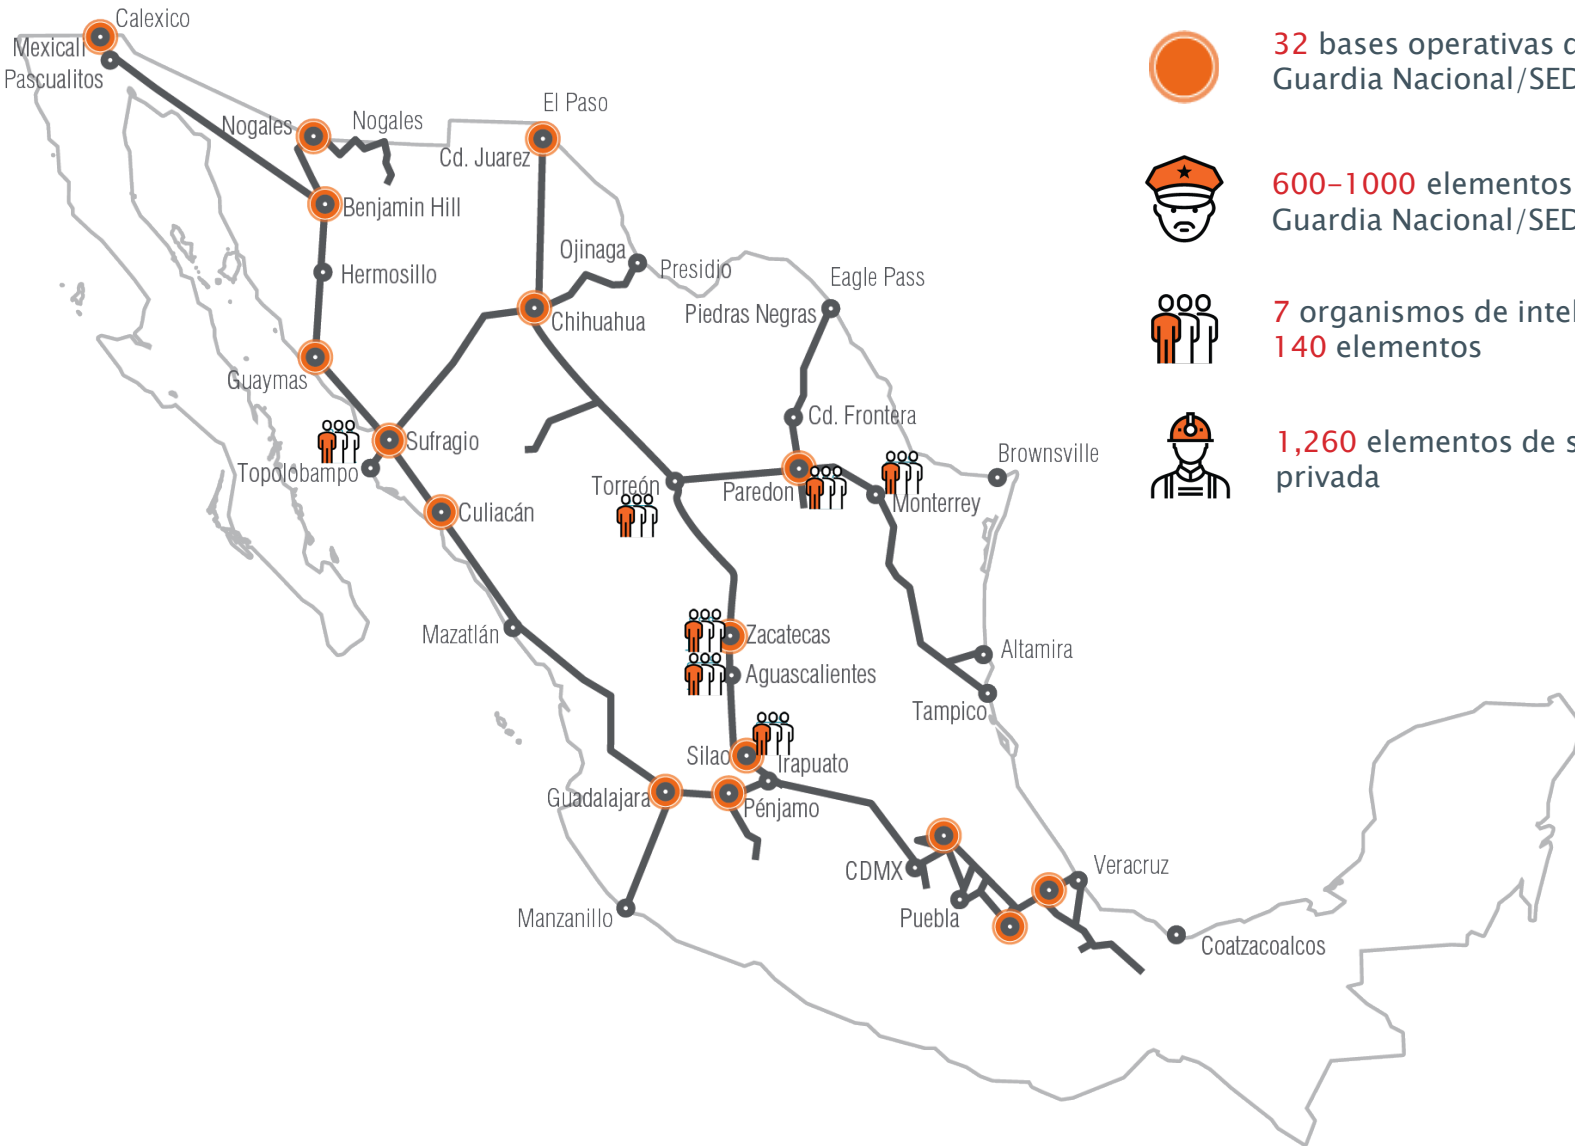 Calexico
Mexicali
Pascualitos
Nogales
Nogales
El Paso
Cd. Juarez
Benjamin Hill
Hermosillo
Ojinaga
Presidio
Chihuahua
Eagle Pass
Piedras Negras
Guaymas
Cd. Frontera
Sufragio
Topolobampo
Culiacán
Torreón
Paredon
Monterrey
Brownsville
Mazatlán
Zacatecas
Aguascalientes
Altamira
Tampico
Silao
Irapuato
Guadalajara
Pénjamo
CDMX
Puebla
Veracruz
Manzanillo
Coatzacoalcos
32 bases operativas
Guardia Nacional/SED
600-1000 elementos
Guardia Nacional/SED
7 organismos de intel
140 elementos
1,260 elementos de s
privada